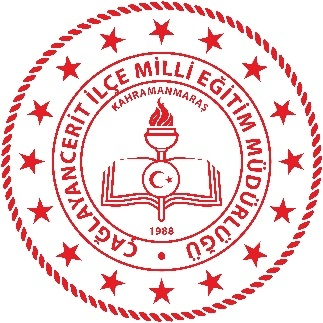 ÇAĞLAYANCERİT İLÇE MİLLİ EĞİTİM MÜDÜRLÜĞÜ
KAHRAMANMARAŞ
1988